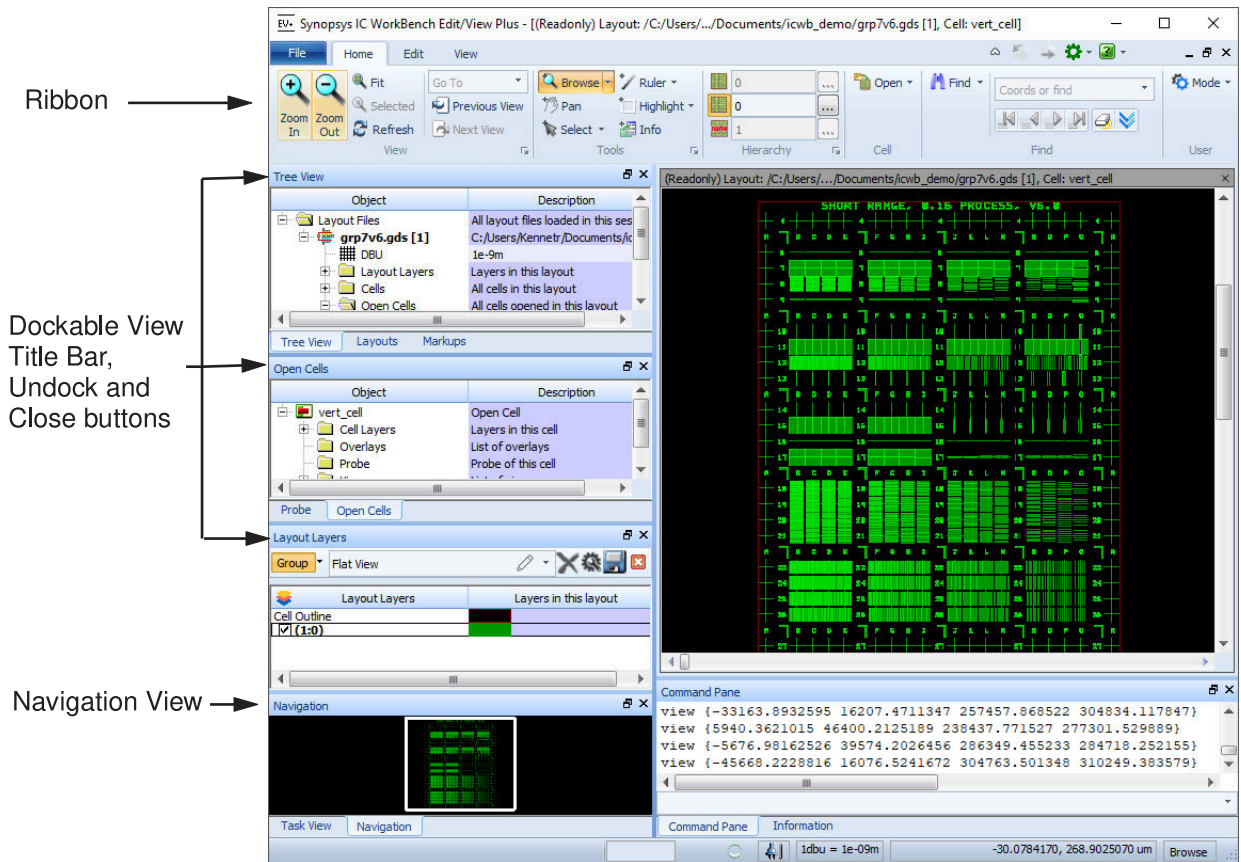 Synopsys IC WorkBench Edit/View Plus - [(Readonly) Layout: /C:/Users/.../Documents/icwb_demo/grp7v6.gds [1], Cell: vert_cell]
File Home Edit View
Ribbon
Zoom In
Zoom Out
Fit
Selected
Refresh
View
Go To
Previous View
Next View
Browse
Pan
Select
Ruler
Highlight
Info
Tools
0
0
name 1
Hierarchy
Open
Cell
Find
Coords or find
Find
Mode
User
Dockable View
Title Bar,
Undock and
Close buttons
Tree View
Object Description
Layout Files All layout files loaded in this ses
grp7v6.gds [1] C:/Users/Kennetr/Documents/ic
DBU 1e-9m
Layout Layers Layers in this layout
Cells All cells in this layout
Open Cells All cells opened in this layout
Tree View Layouts Markups
Open Cells
Object Description
vert_cell Open Cell
Cell Layers Layers in this cell
Overlays List of overlays
Probe Probe of this cell
Probe Open Cells
Layout Layers
Group Flat View
Layout Layers Layers in this layout
Cell Outline
(1:0)
Navigation View
Navigation
Task View Navigation
(Readonly) Layout: /C:/Users/.../Documents/icwb_demo/grp7v6.gds [1], Cell: vert_cell
SHORT RANGE, 0.16 PROCESS, V6.0
Command Pane
view {-33163.8932595 16207.4711347 257457.868522 304834.117847}
view {5940.3621015 46400.2125189 238437.771527 277301.529889}
view {-5676.98162526 39574.2026456 286349.455233 284718.252155}
view {-45668.2228816 16076.5241672 304763.501348 310249.383579}
Command Pane Information
1dbu = 1e-09m -30.0784170, 268.9025070 um Browse